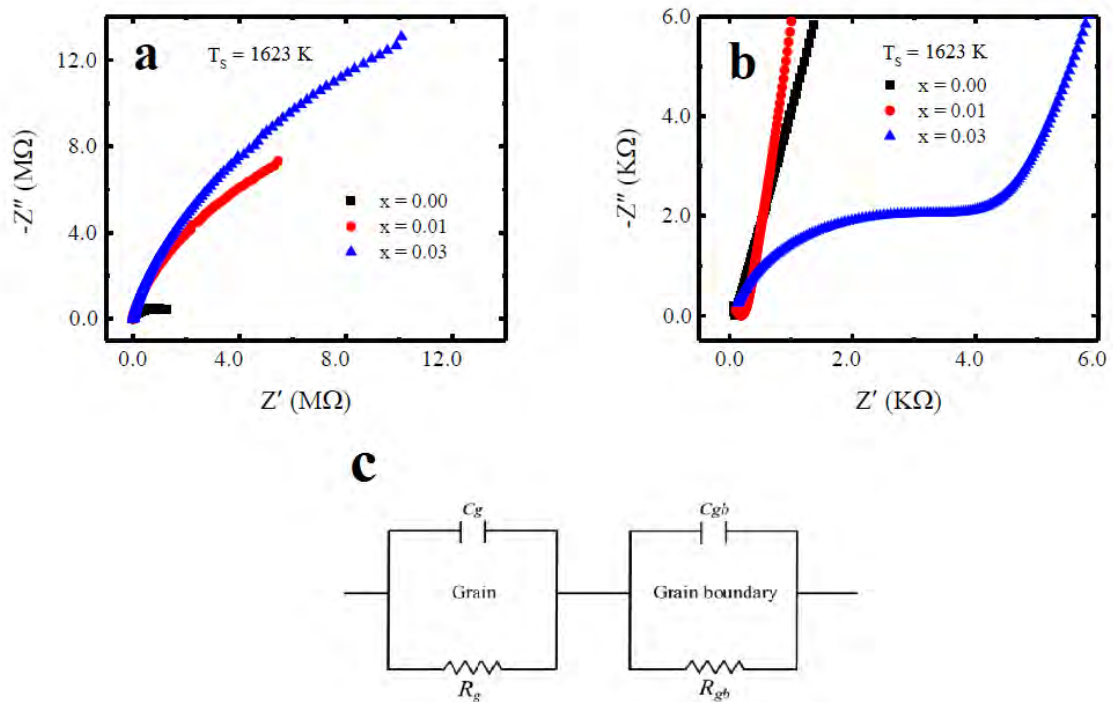 a
T_S = 1623 K
12.0
8.0
4.0
0.0
-Z″ (MΩ)
x = 0.00
x = 0.01
x = 0.03
0.0 4.0 8.0 12.0
Z′ (MΩ)
b
T_S = 1623 K
x = 0.00
x = 0.01
x = 0.03
6.0
4.0
2.0
0.0
-Z″ (KΩ)
0.0 2.0 4.0 6.0
Z′ (KΩ)
c
Cg
Grain
R_g
Cgb
Grain boundary
R_gb